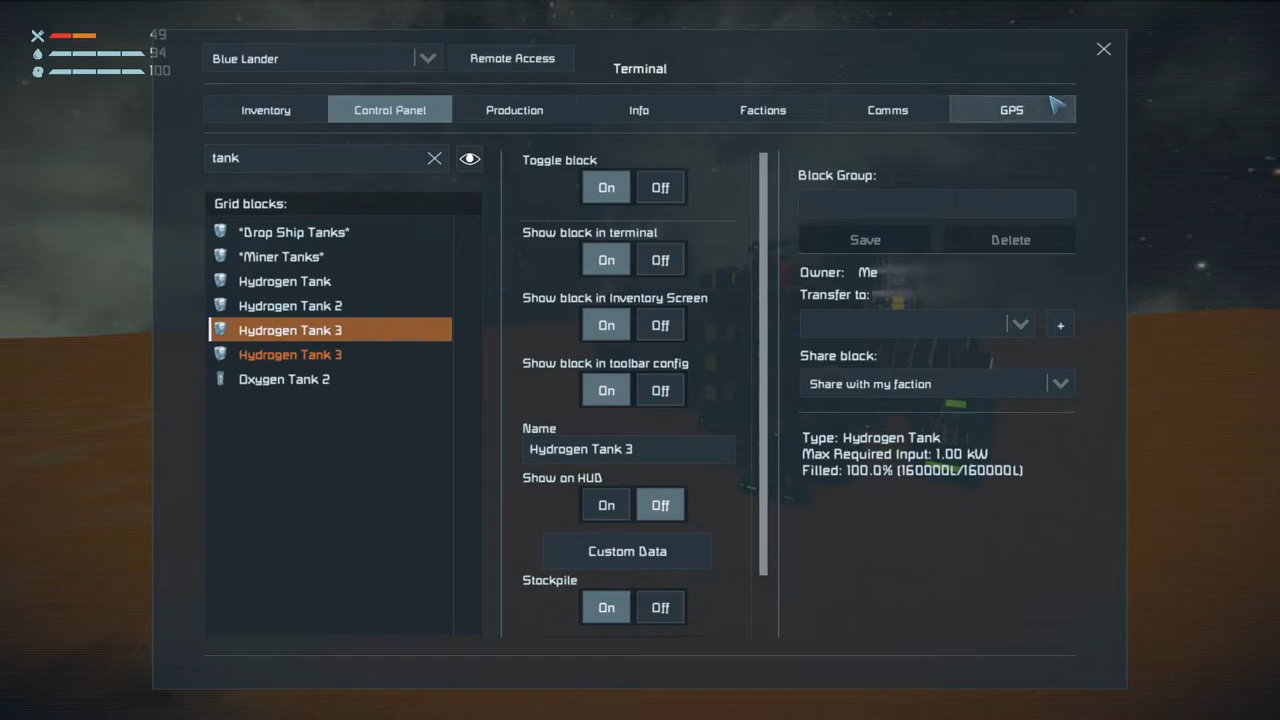 49
94
100
Blue Lander
Remote Access
Terminal
Inventory
Control Panel
Production
Info
Factions
Comms
GPS
tank
Grid blocks:
*Drop Ship Tanks*
*Miner Tanks*
Hydrogen Tank
Hydrogen Tank 2
Hydrogen Tank 3
Hydrogen Tank 3
Oxygen Tank 2
Toggle block
On Off
Show block in terminal
On Off
Show block in Inventory Screen
On Off
Show block in toolbar config
On Off
Name
Hydrogen Tank 3
Show on HUD
On Off
Custom Data
Stockpile
On Off
Block Group:
Save Delete
Owner: Me
Transfer to:
+
Share block:
Share with my faction
Type: Hydrogen Tank
Max Required Input: 1.00 kW
Filled: 100.0% (160000L/160000L)